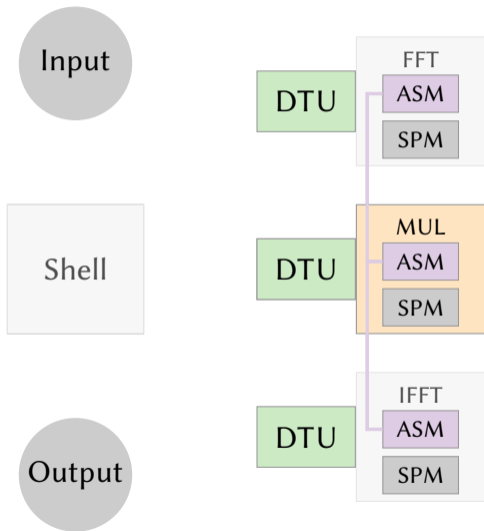 Input
FFT
DTU
ASM
SPM
Shell
MUL
DTU
ASM
SPM
IFFT
DTU
ASM
SPM
Output